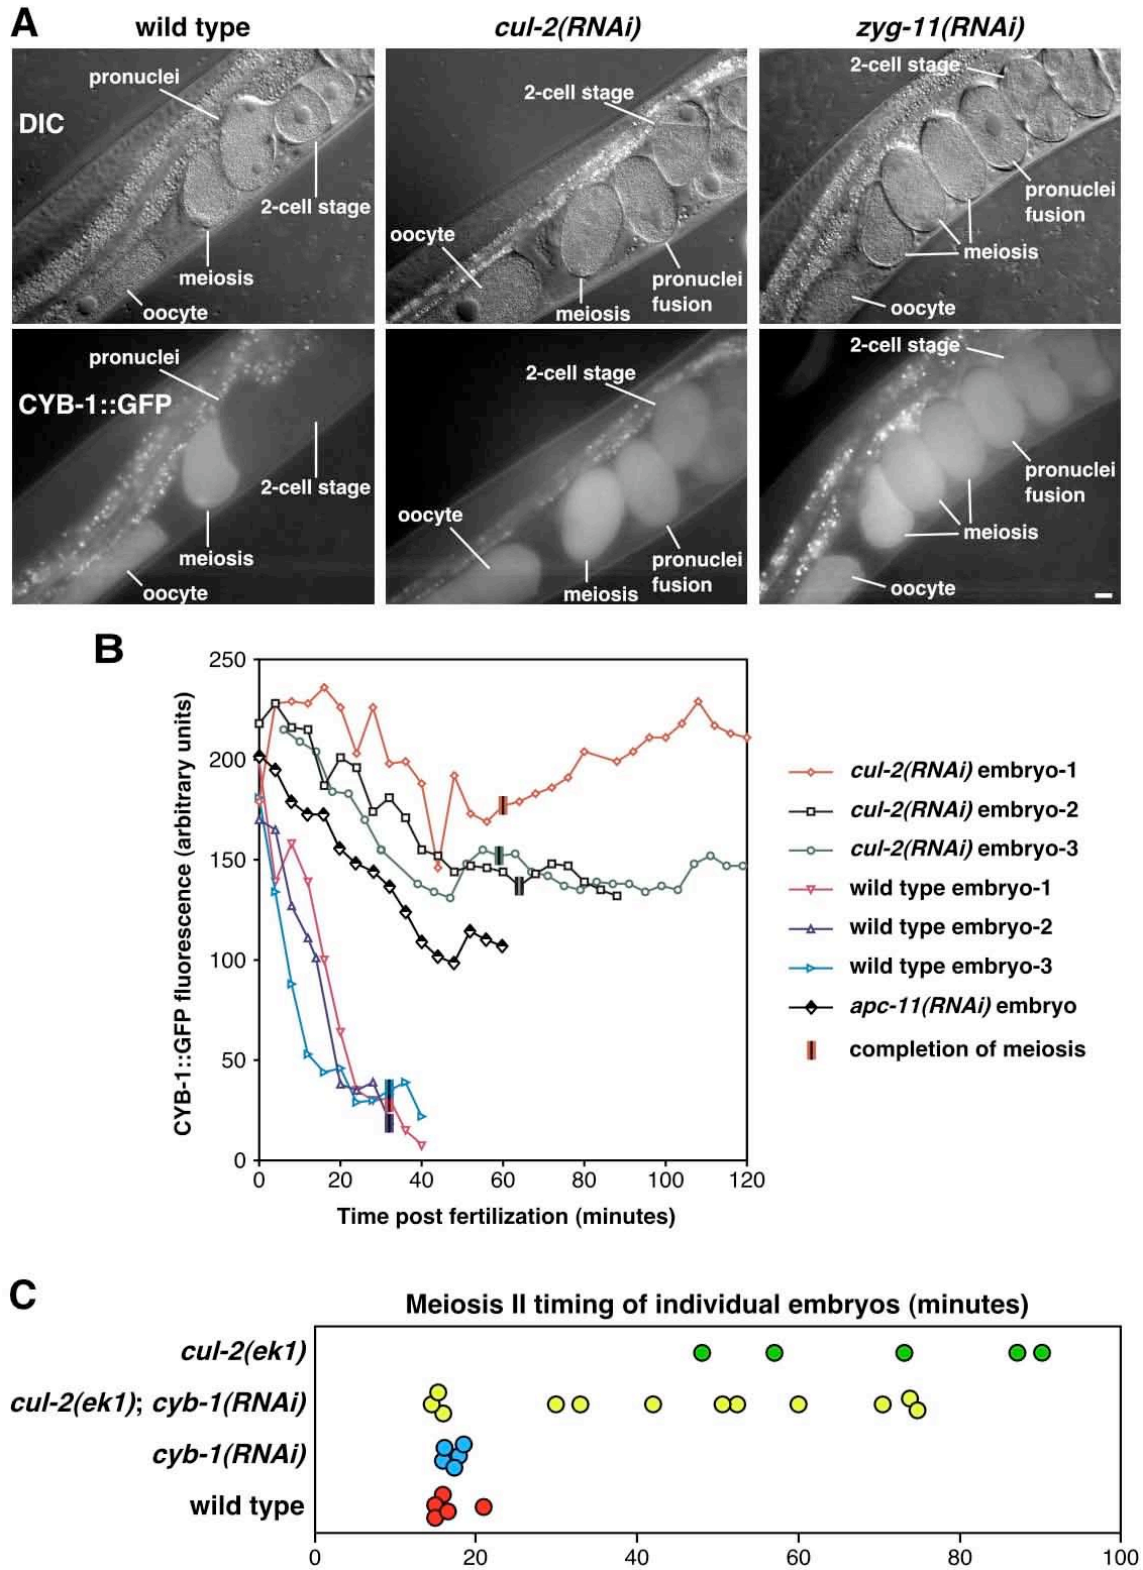 A
wild type
cul-2(RNAi)
zyg-11(RNAi)
DIC
pronuclei
2-cell stage
meiosis
oocyte
2-cell stage
oocyte
meiosis
pronuclei
fusion
2-cell stage
pronuclei
fusion
meiosis
oocyte
CYB-1::GFP
pronuclei
2-cell stage
meiosis
oocyte
2-cell stage
oocyte
meiosis
pronuclei
fusion
2-cell stage
pronuclei
fusion
meiosis
oocyte
B
CYB-1::GFP fluorescence (arbitrary units)
250
200
150
100
50
0
0 20 40 60 80 100 120
Time post fertilization (minutes)
cul-2(RNAi) embryo-1
cul-2(RNAi) embryo-2
cul-2(RNAi) embryo-3
wild type embryo-1
wild type embryo-2
wild type embryo-3
apc-11(RNAi) embryo
completion of meiosis
C
Meiosis II timing of individual embryos (minutes)
cul-2(ek1)
cul-2(ek1); cyb-1(RNAi)
cyb-1(RNAi)
wild type
0 20 40 60 80 100